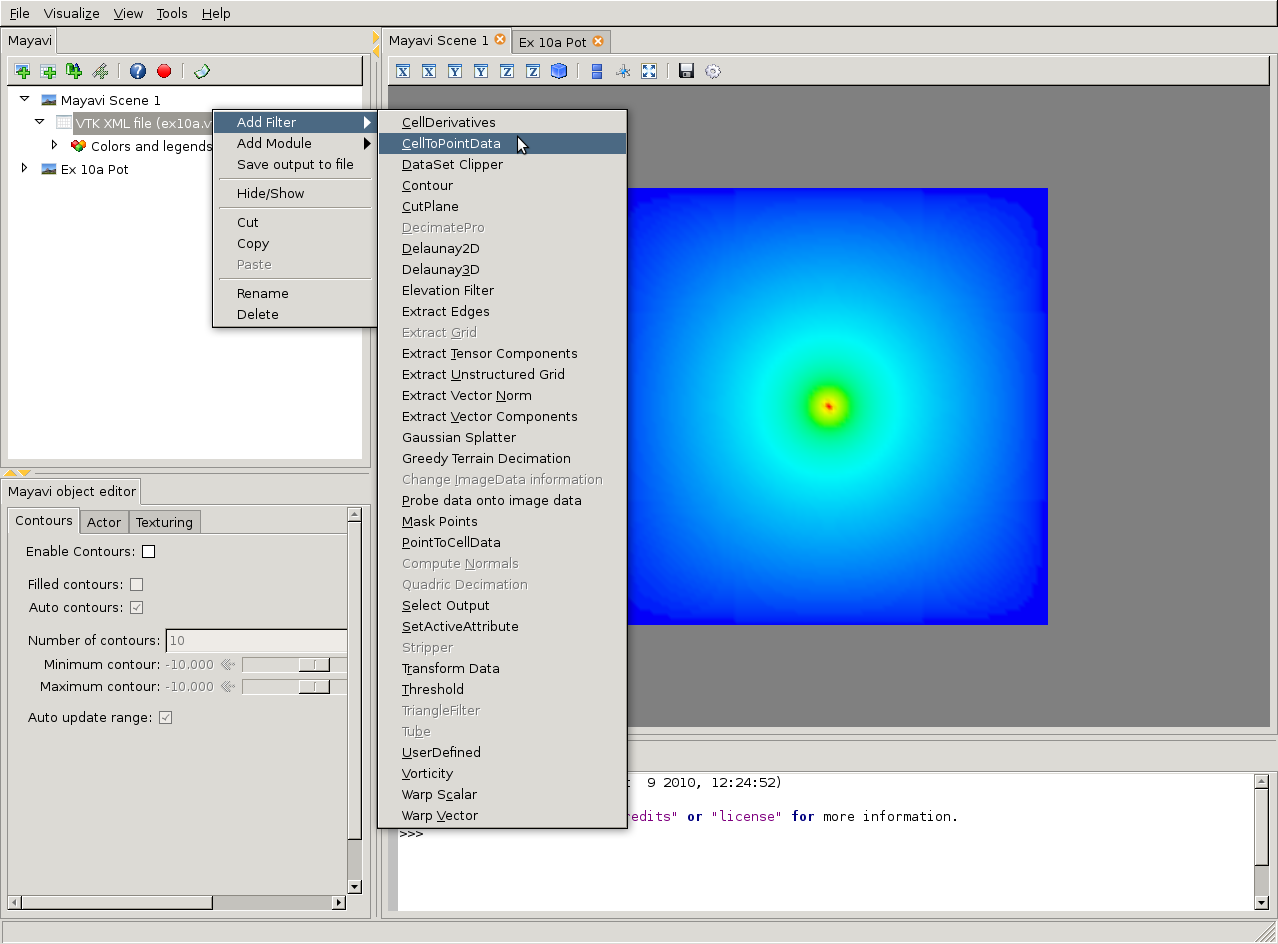 File Visualize View Tools Help
Mayavi
Mayavi Scene 1
Ex 10a Pot
X X Y Y Z Z
Mayavi Scene 1
VTK XML file (ex10a.v
Colors and legends
Ex 10a Pot
Add Filter
Add Module
Save output to file
Hide/Show
Cut
Copy
Paste
Rename
Delete
CellDerivatives
CellToPointData
DataSet Clipper
Contour
CutPlane
DecimatePro
Delaunay2D
Delaunay3D
Elevation Filter
Extract Edges
Extract Grid
Extract Tensor Components
Extract Unstructured Grid
Extract Vector Norm
Extract Vector Components
Gaussian Splatter
Greedy Terrain Decimation
Change ImageData information
Probe data onto image data
Mask Points
PointToCellData
Compute Normals
Quadric Decimation
Select Output
SetActiveAttribute
Stripper
Transform Data
Threshold
TriangleFilter
Tube
UserDefined
Vorticity
Warp Scalar
Warp Vector
Mayavi object editor
Contours Actor Texturing
Enable Contours:
Filled contours:
Auto contours:
Number of contours: 10
Minimum contour: -10.000
Maximum contour: -10.000
Auto update range:
9 2010, 12:24:52)
redits" or "license" for more information.
>>>